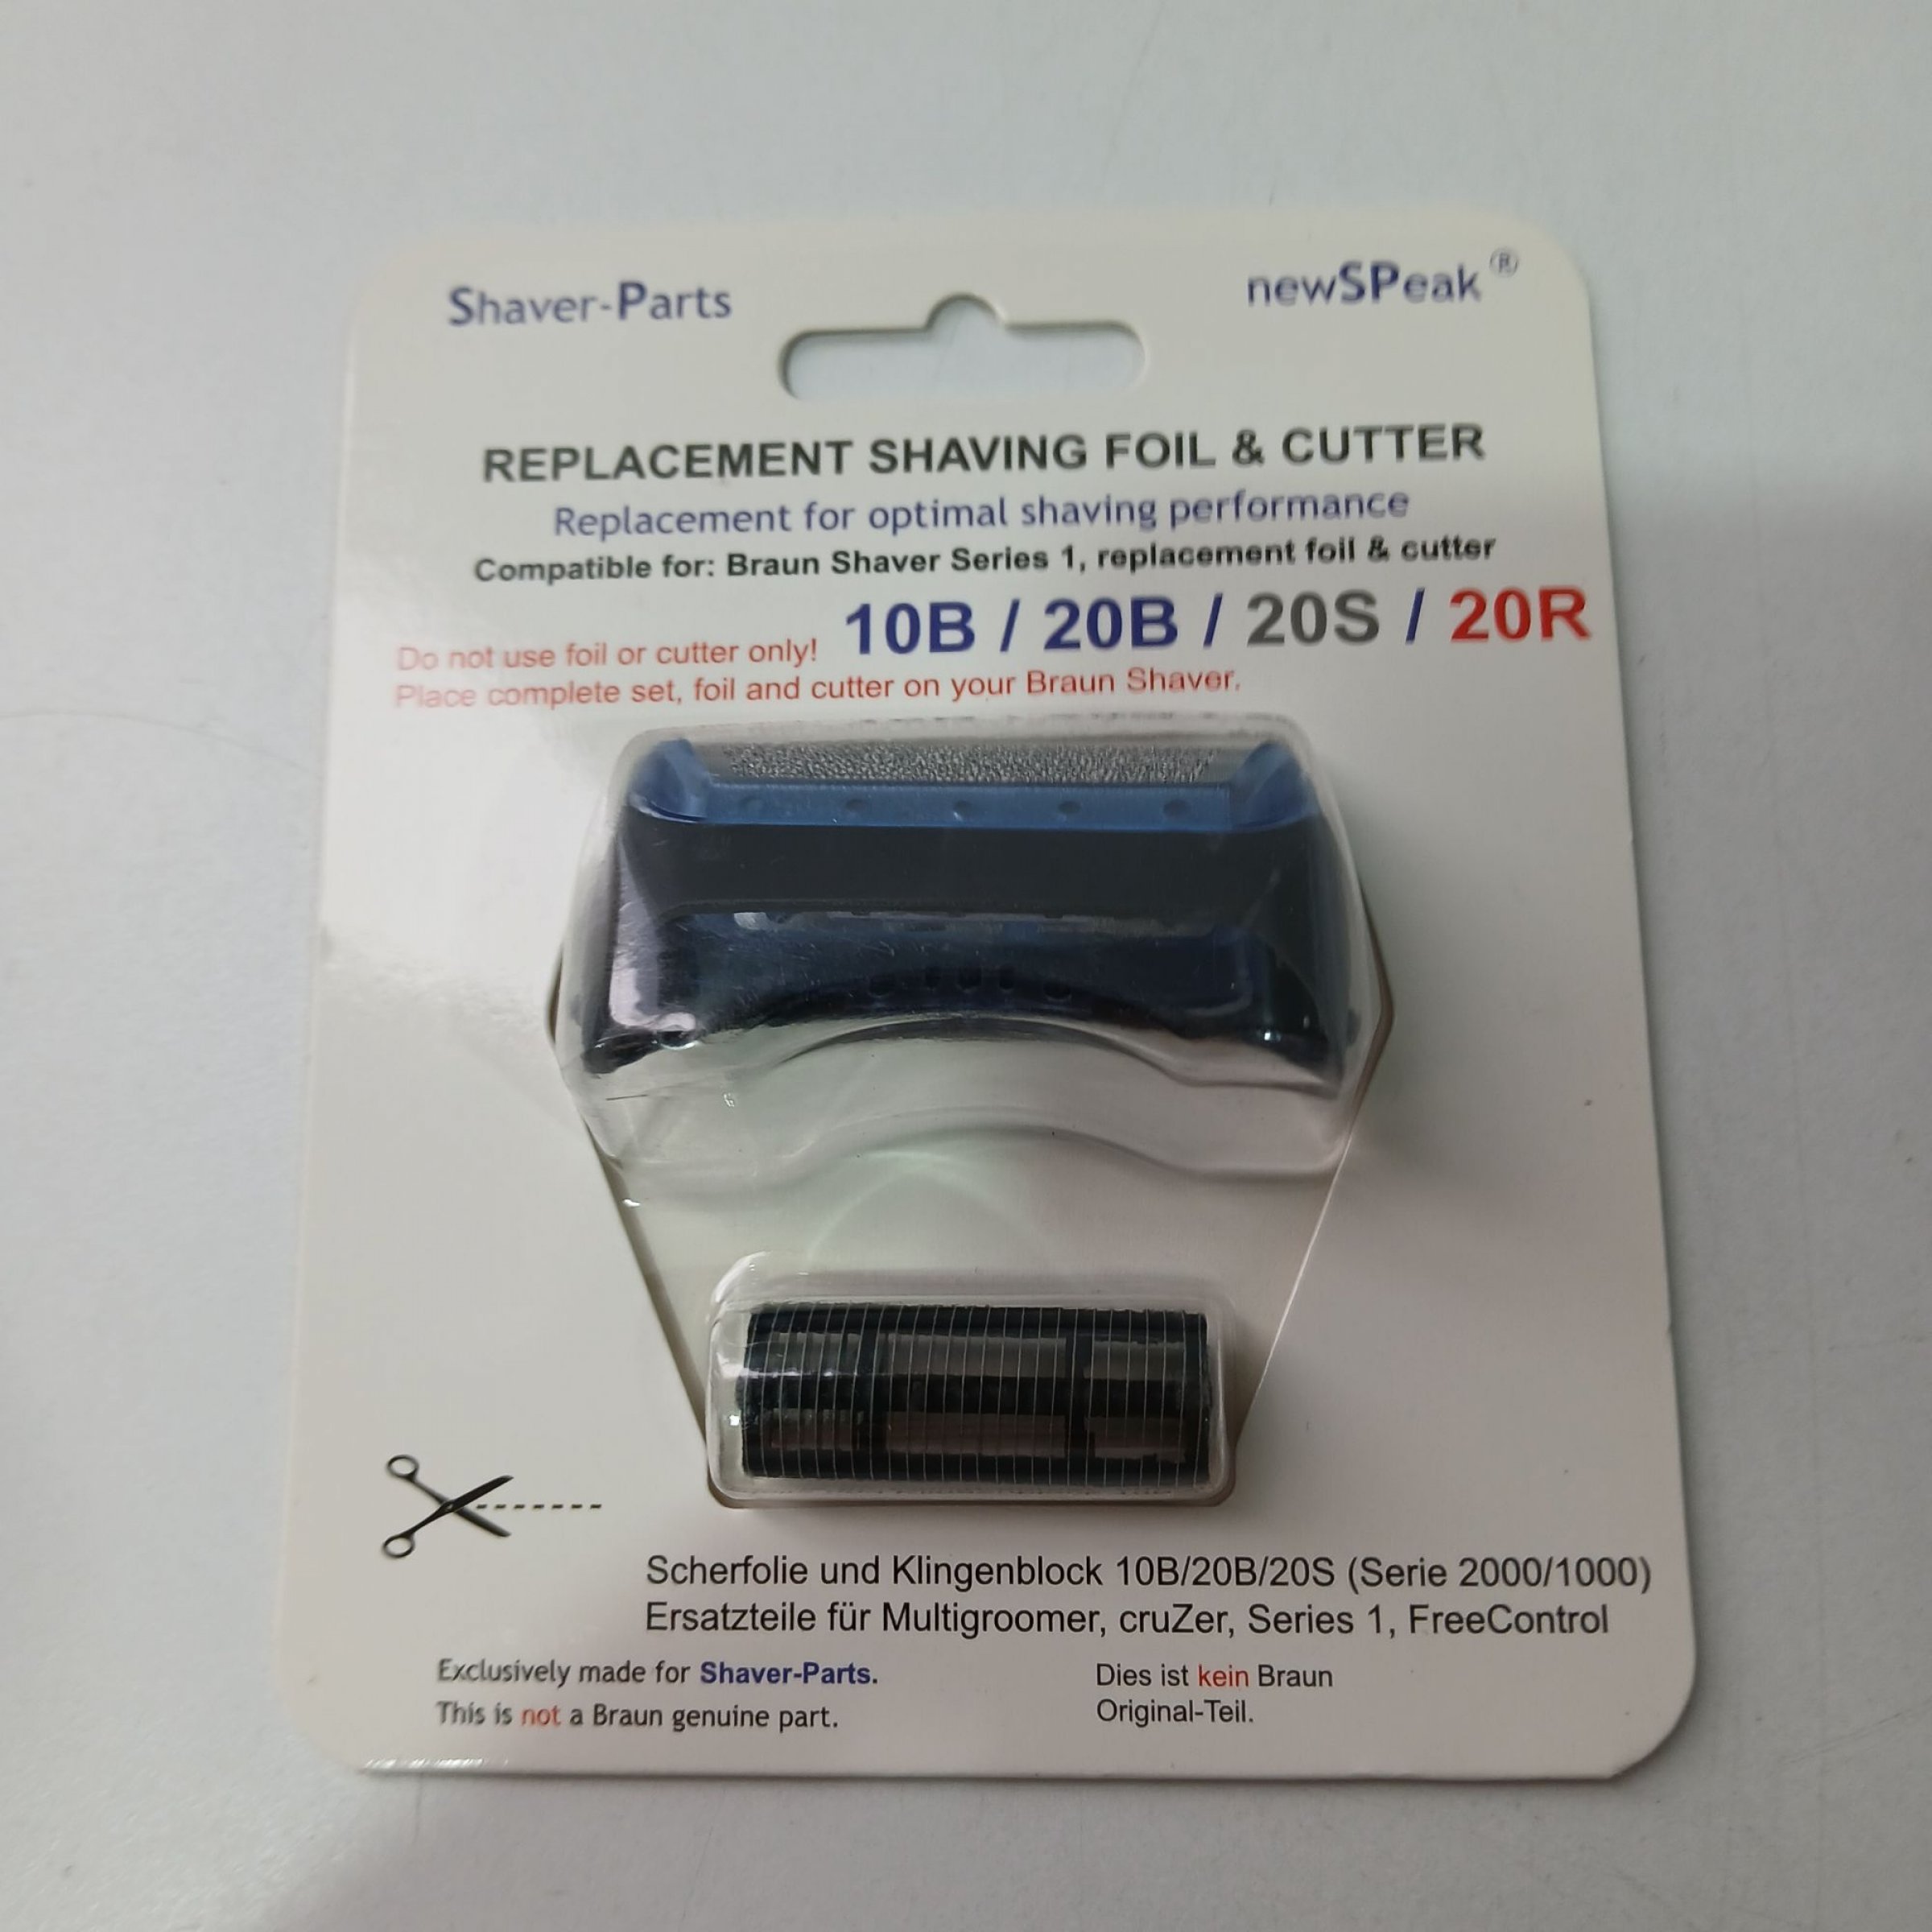 Shaver-Parts
newSPeak ®
REPLACEMENT SHAVING FOIL & CUTTER
Replacement for optimal shaving performance
Compatible for: Braun Shaver Series 1, replacement foil & cutter
10B / 20B / 20S / 20R
Do not use foil or cutter only!
Place complete set, foil and cutter on your Braun Shaver.
Scherfolie und Klingenblock 10B/20B/20S (Serie 2000/1000)
Ersatzteile für Multigroomer, cruZer, Series 1, FreeControl
Exclusively made for Shaver-Parts.
This is not a Braun genuine part.
Dies ist kein Braun
Original-Teil.